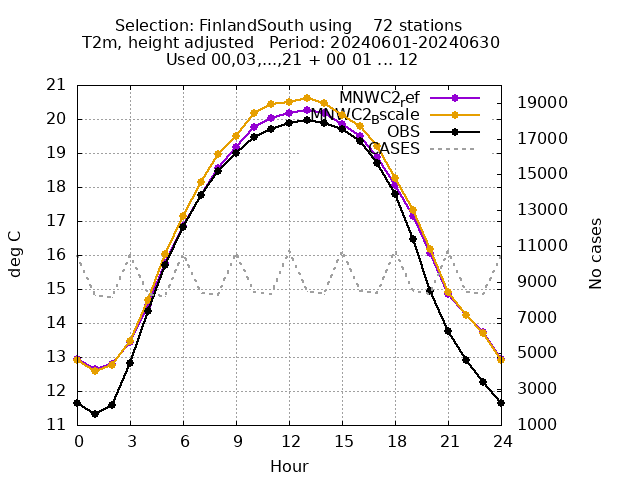 Selection: FinlandSouth using 72 stations
T2m, height adjusted Period: 20240601-20240630
Used 00,03,...,21 + 00 01 ... 12
MNWC2ref
MNWC2Bscale
OBS
CASES
21
20
19
18
17
16
15
14
13
12
11
19000
17000
15000
13000
11000
9000
7000
5000
3000
1000
deg C
No cases
0 3 6 9 12 15 18 21 24
Hour